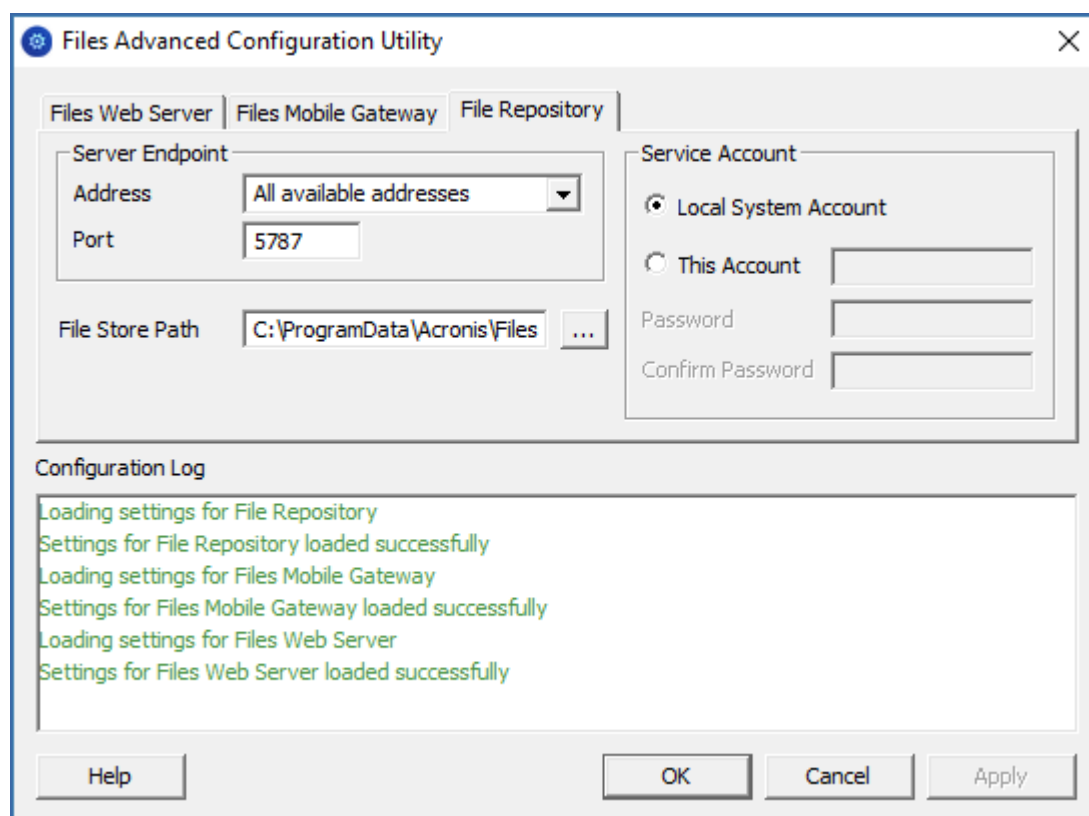 Files Advanced Configuration Utility
Files Web Server
Files Mobile Gateway
File Repository
Server Endpoint
Address
All available addresses
Port
5787
File Store Path
C:\ProgramData\Acronis\Files
...
Service Account
Local System Account
This Account
Password
Confirm Password
Configuration Log
Loading settings for File Repository
Settings for File Repository loaded successfully
Loading settings for Files Mobile Gateway
Settings for Files Mobile Gateway loaded successfully
Loading settings for Files Web Server
Settings for Files Web Server loaded successfully
Help
OK
Cancel
Apply